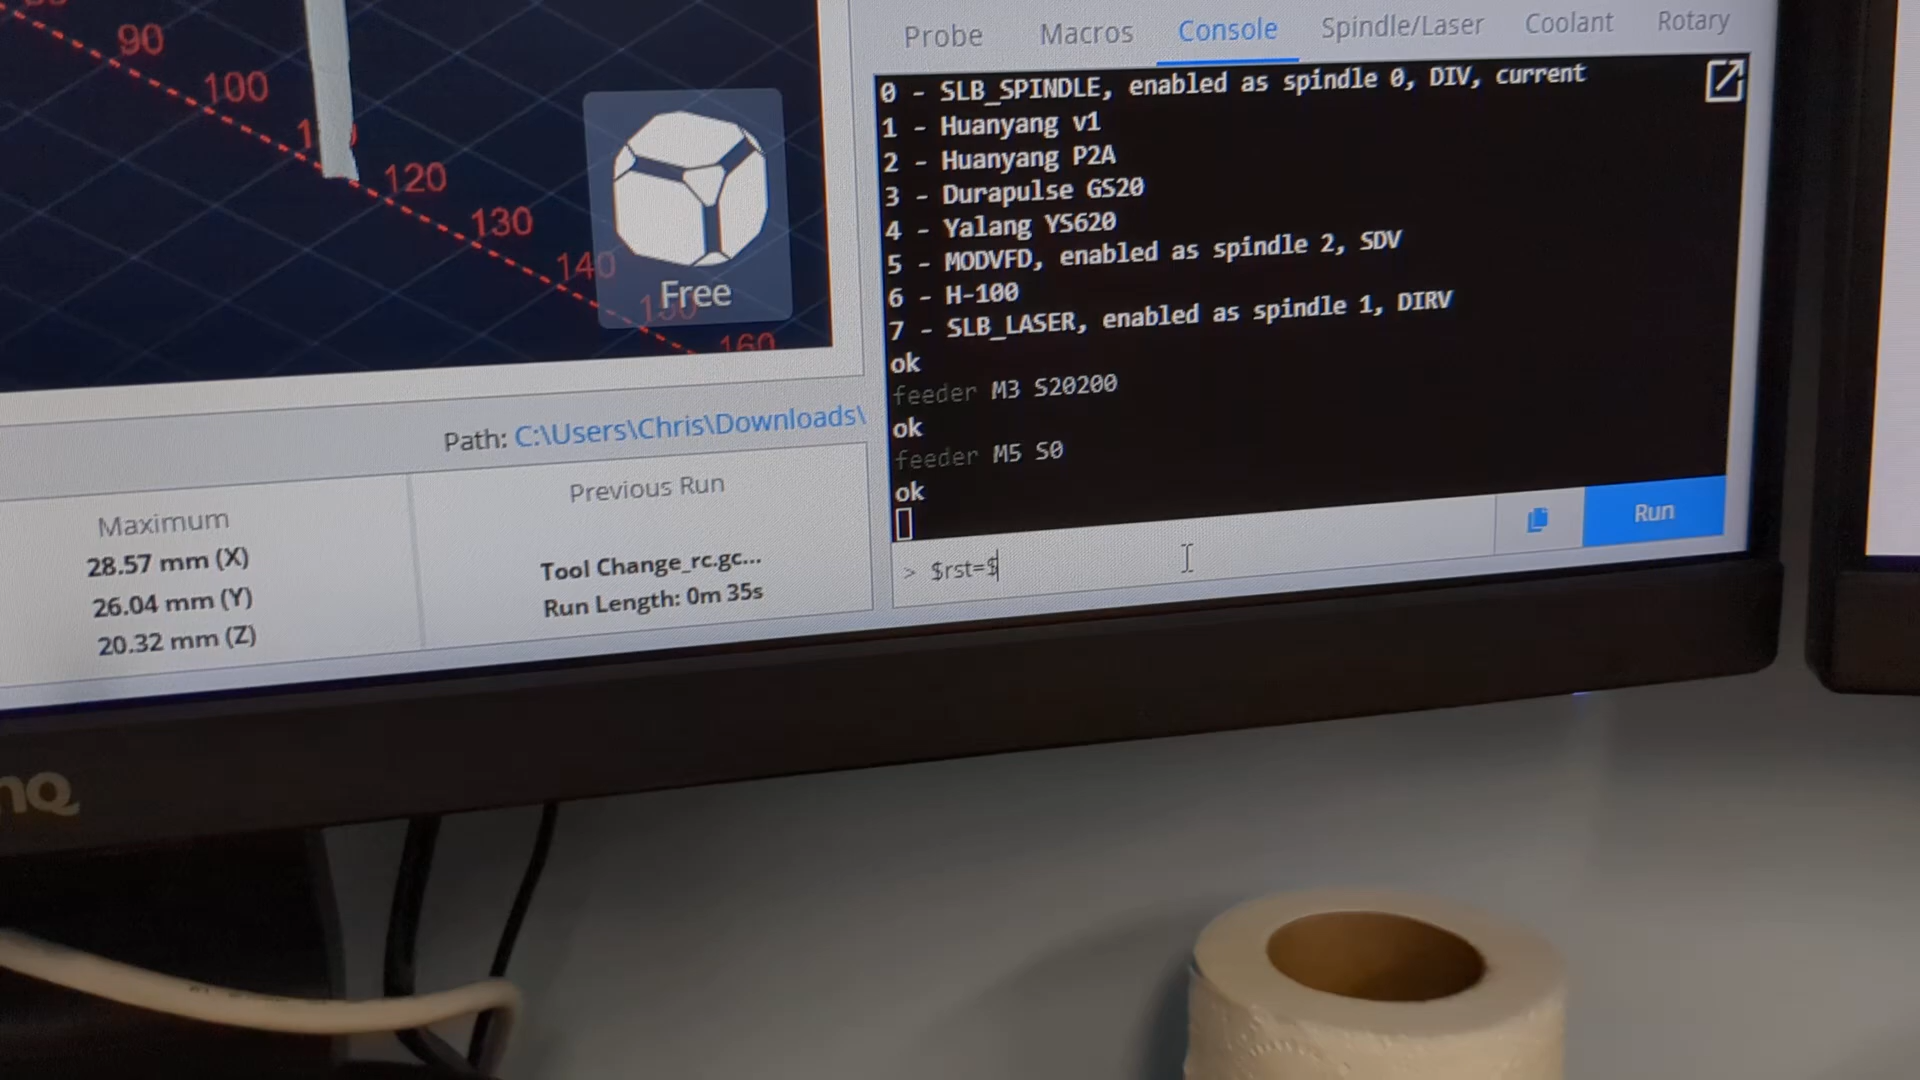 Probe Macros Console Spindle/Laser Coolant Rotary
90
100
120
130
140
150
160
Free
0 - SLB_SPINDLE, enabled as spindle 0, DIV, current
1 - Huanyang v1
2 - Huanyang P2A
3 - Durapulse GS20
4 - Yalang YS620
5 - MODVFD, enabled as spindle 2, SDV
6 - H-100
7 - SLB_LASER, enabled as spindle 1, DIRV
ok
feeder M3 S20200
ok
feeder M5 S0
ok
> $rst=$
Run
Path: C:\Users\Chris\Downloads\
Maximum
28.57 mm (X)
26.04 mm (Y)
20.32 mm (Z)
Previous Run
Tool Change_rc.gc...
Run Length: 0m 35s